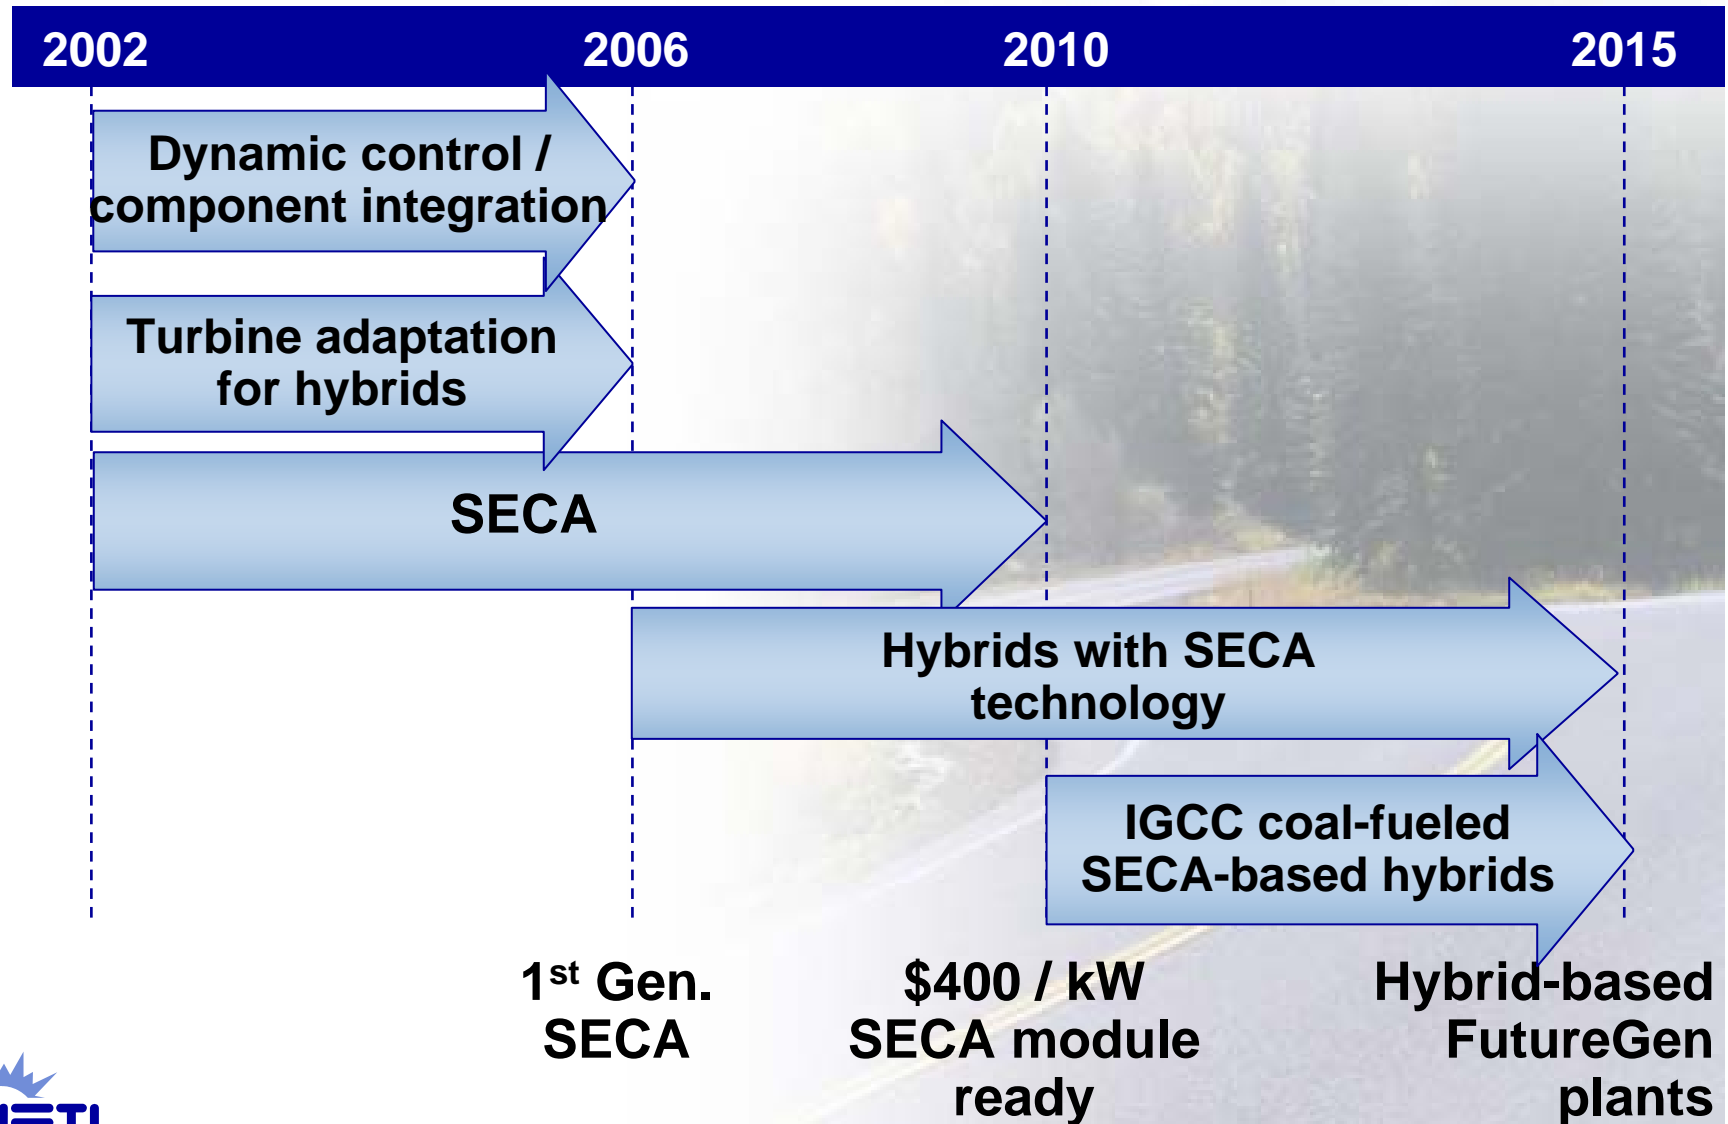 2002 2006 2010 2015
Dynamic control /
component integration
Turbine adaptation
for hybrids
SECA
Hybrids with SECA
technology
IGCC coal-fueled
SECA-based hybrids
1st Gen.
SECA
$400 / kW
SECA module
ready
Hybrid-based
FutureGen
plants